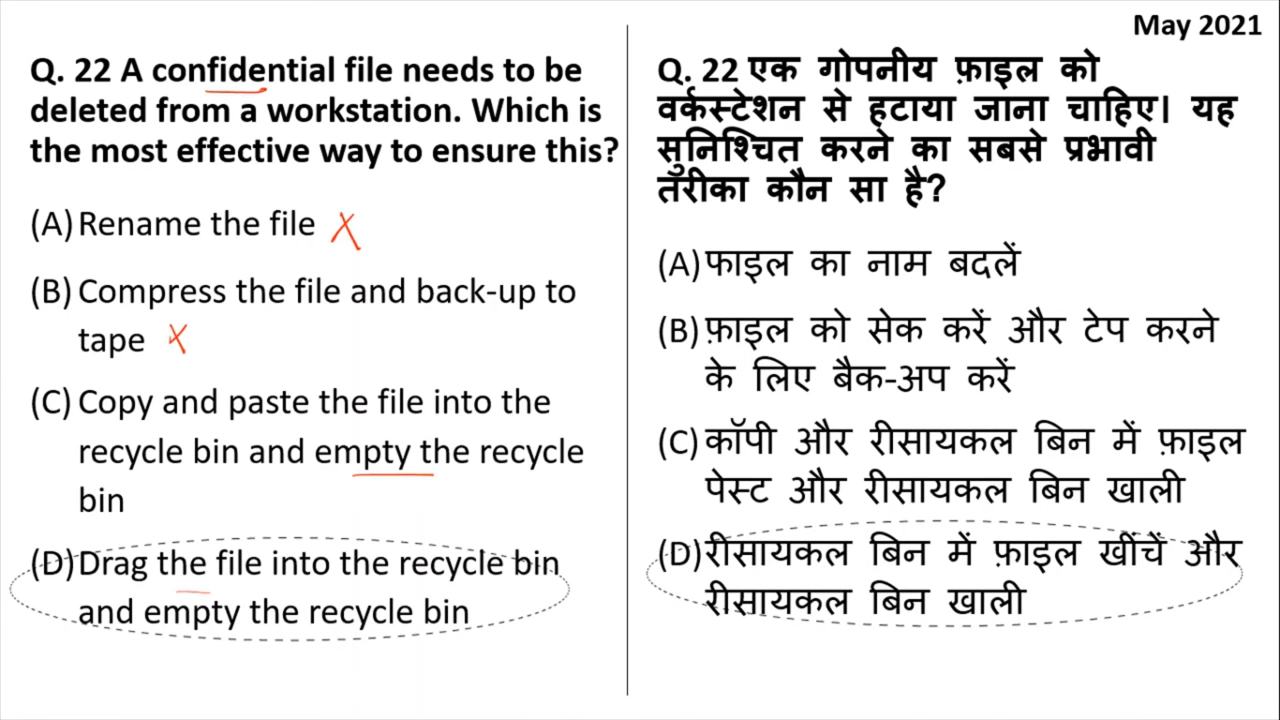 May 2021
Q. 22 A confidential file needs to be
deleted from a workstation. Which is
the most effective way to ensure this?
(A) Rename the file X
(B) Compress the file and back-up to
tape X
(C) Copy and paste the file into the
recycle bin and empty the recycle
bin
(D) Drag the file into the recycle bin
and empty the recycle bin
Q. 22 एक गोपनीय फ़ाइल को
वर्कस्टेशन से हटाया जाना चाहिए। यह
सुनिश्चित करने का सबसे प्रभावी
तरीका कौन सा है?
(A) फाइल का नाम बदलें
(B) फ़ाइल को सेक करें और टेप करने
के लिए बैक-अप करें
(C) कॉपी और रीसायकल बिन में फ़ाइल
पेस्ट और रीसायकल बिन खाली
(D) रीसायकल बिन में फ़ाइल खींचें और
रीसायकल बिन खाली